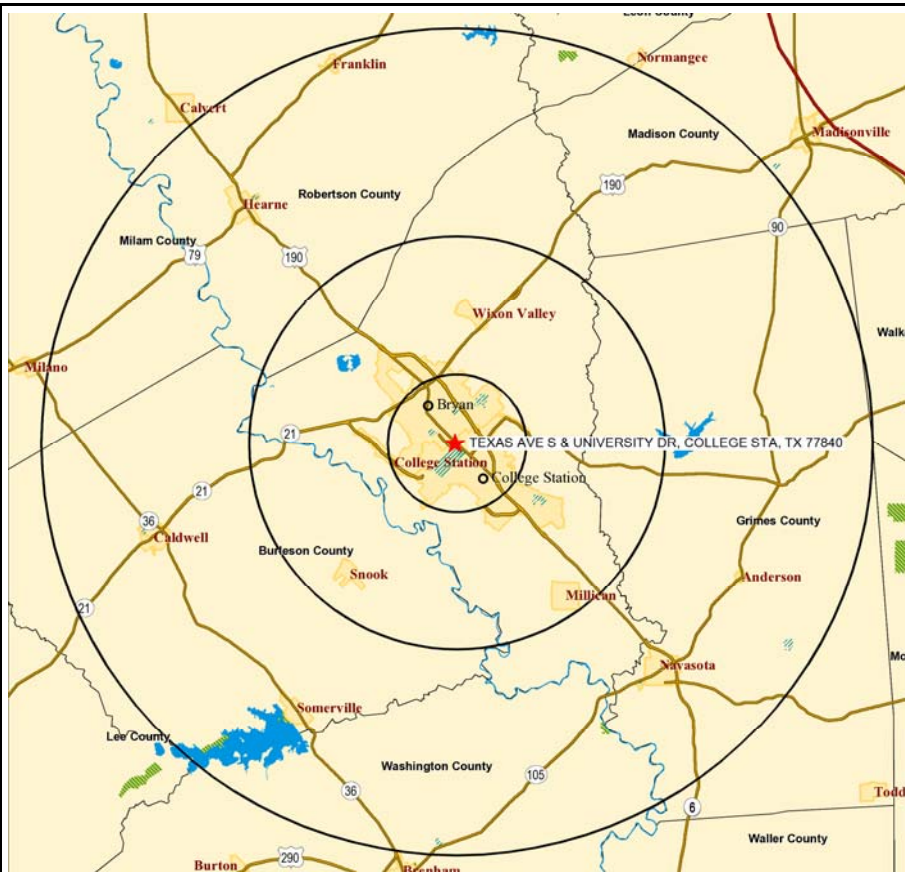 Leon County
Franklin
Normangee
Calvert
Madison County
Madisonville
190
Robertson County
Hearne
90
Milam County
79
190
Wixon Valley
Walk
Milano
Bryan
21
TEXAS AVE S & UNIVERSITY DR, COLLEGE STA, TX 77840
College Station
College Station
21
36
Grimes County
Caldwell
Burleson County
Snook
Anderson
Millican
21
Navasota
Mo
Somerville
Lee County
Washington County
105
36
6
Todd
Waller County
Burton
290
Brenham